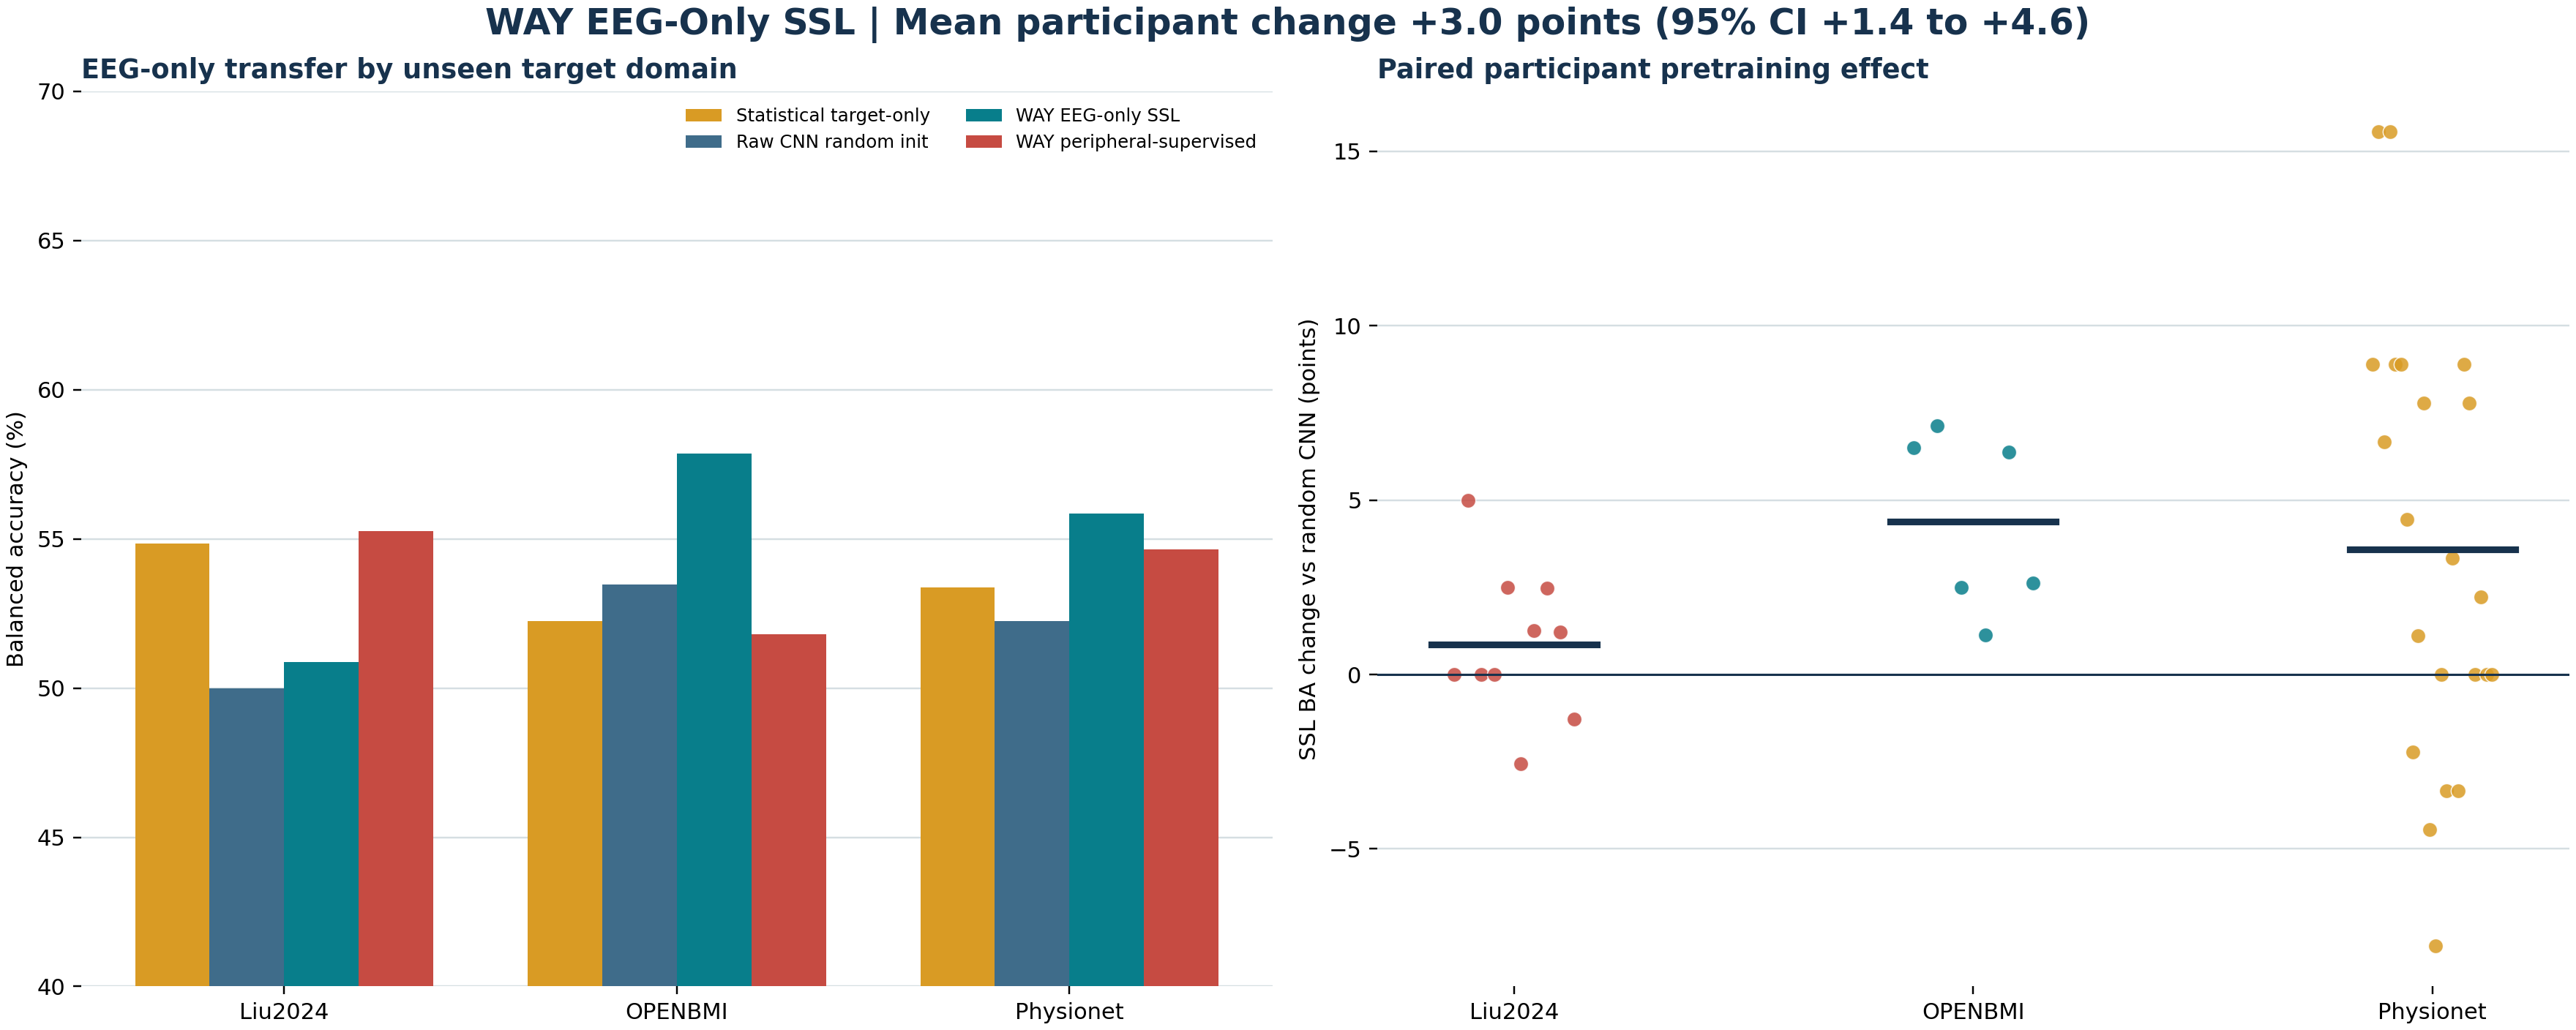 WAY EEG-Only SSL | Mean participant change +3.0 points (95% CI +1.4 to +4.6)
EEG-only transfer by unseen target domain
Statistical target-only
Raw CNN random init
WAY EEG-only SSL
WAY peripheral-supervised
Balanced accuracy (%)
70
65
60
55
50
45
40
Liu2024
OPENBMI
Physionet
Paired participant pretraining effect
SSL BA change vs random CNN (points)
15
10
5
0
−5
Liu2024
OPENBMI
Physionet